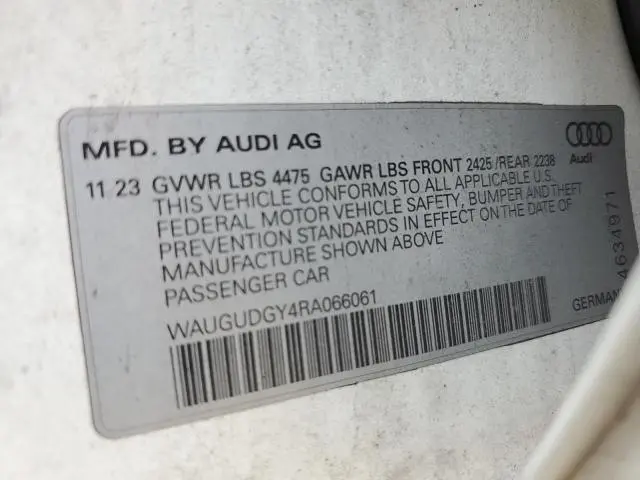 MFD. BY AUDI AG
Audi
11 23 GVWR LBS 4475 GAWR LBS FRONT 2425 /REAR 2238
THIS VEHICLE CONFORMS TO ALL APPLICABLE U.S.
FEDERAL MOTOR VEHICLE SAFETY, BUMPER AND THEFT
PREVENTION STANDARDS IN EFFECT ON THE DATE OF
MANUFACTURE SHOWN ABOVE
PASSENGER CAR
WAUGUDGY4RA066061
GERMAN
4634971